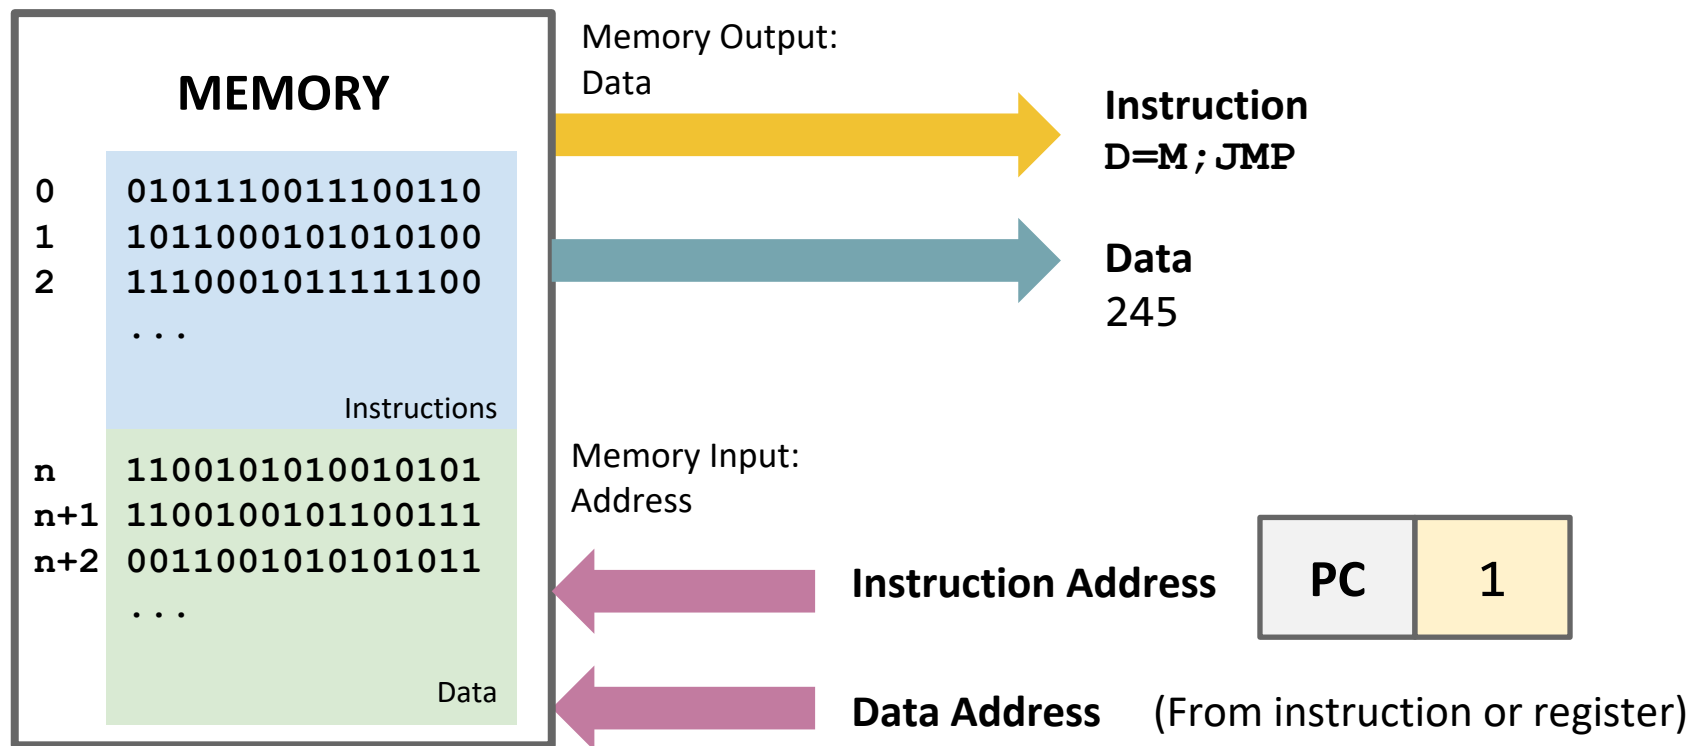 MEMORY
0 0101110011100110
1 1011000101010100
2 1110001011111100
...
Instructions
n 1100101010010101
n+1 1100100101100111
n+2 0011001010101011
...
Data
Memory Output:
Data
Instruction
D=M;JMP
Data
245
Memory Input:
Address
Instruction Address PC 1
Data Address (From instruction or register)